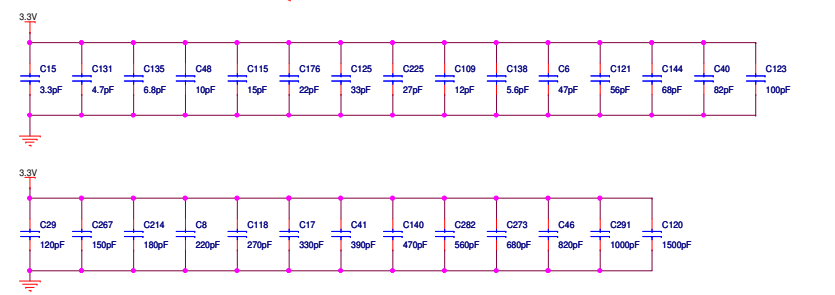 3.3V
C15 C131 C135 C48 C115 C176 C125 C225 C109 C138 C6 C121 C144 C40 C123
3.3pF 4.7pF 6.8pF 10pF 15pF 22pF 33pF 27pF 12pF 5.6pF 47pF 56pF 68pF 82pF 100pF
3.3V
C29 C267 C214 C8 C118 C17 C41 C140 C282 C273 C46 C291 C120
120pF 150pF 180pF 220pF 270pF 330pF 390pF 470pF 560pF 680pF 820pF 1000pF 1500pF